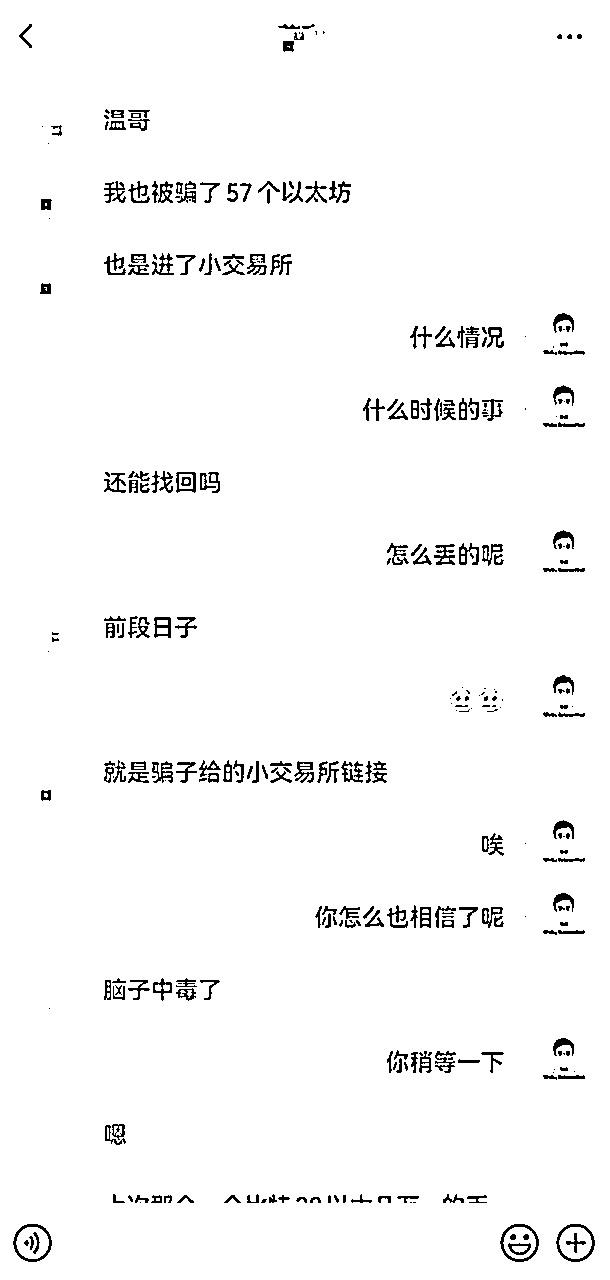 温哥
我也被骗了57个以太坊
也是进了小交易所
什么情况
什么时候的事
还能找回吗
怎么丢的呢
前段日子
就是骗子给的小交易所链接
唉
你怎么也相信了呢
脑子中毒了
你稍等一下
嗯